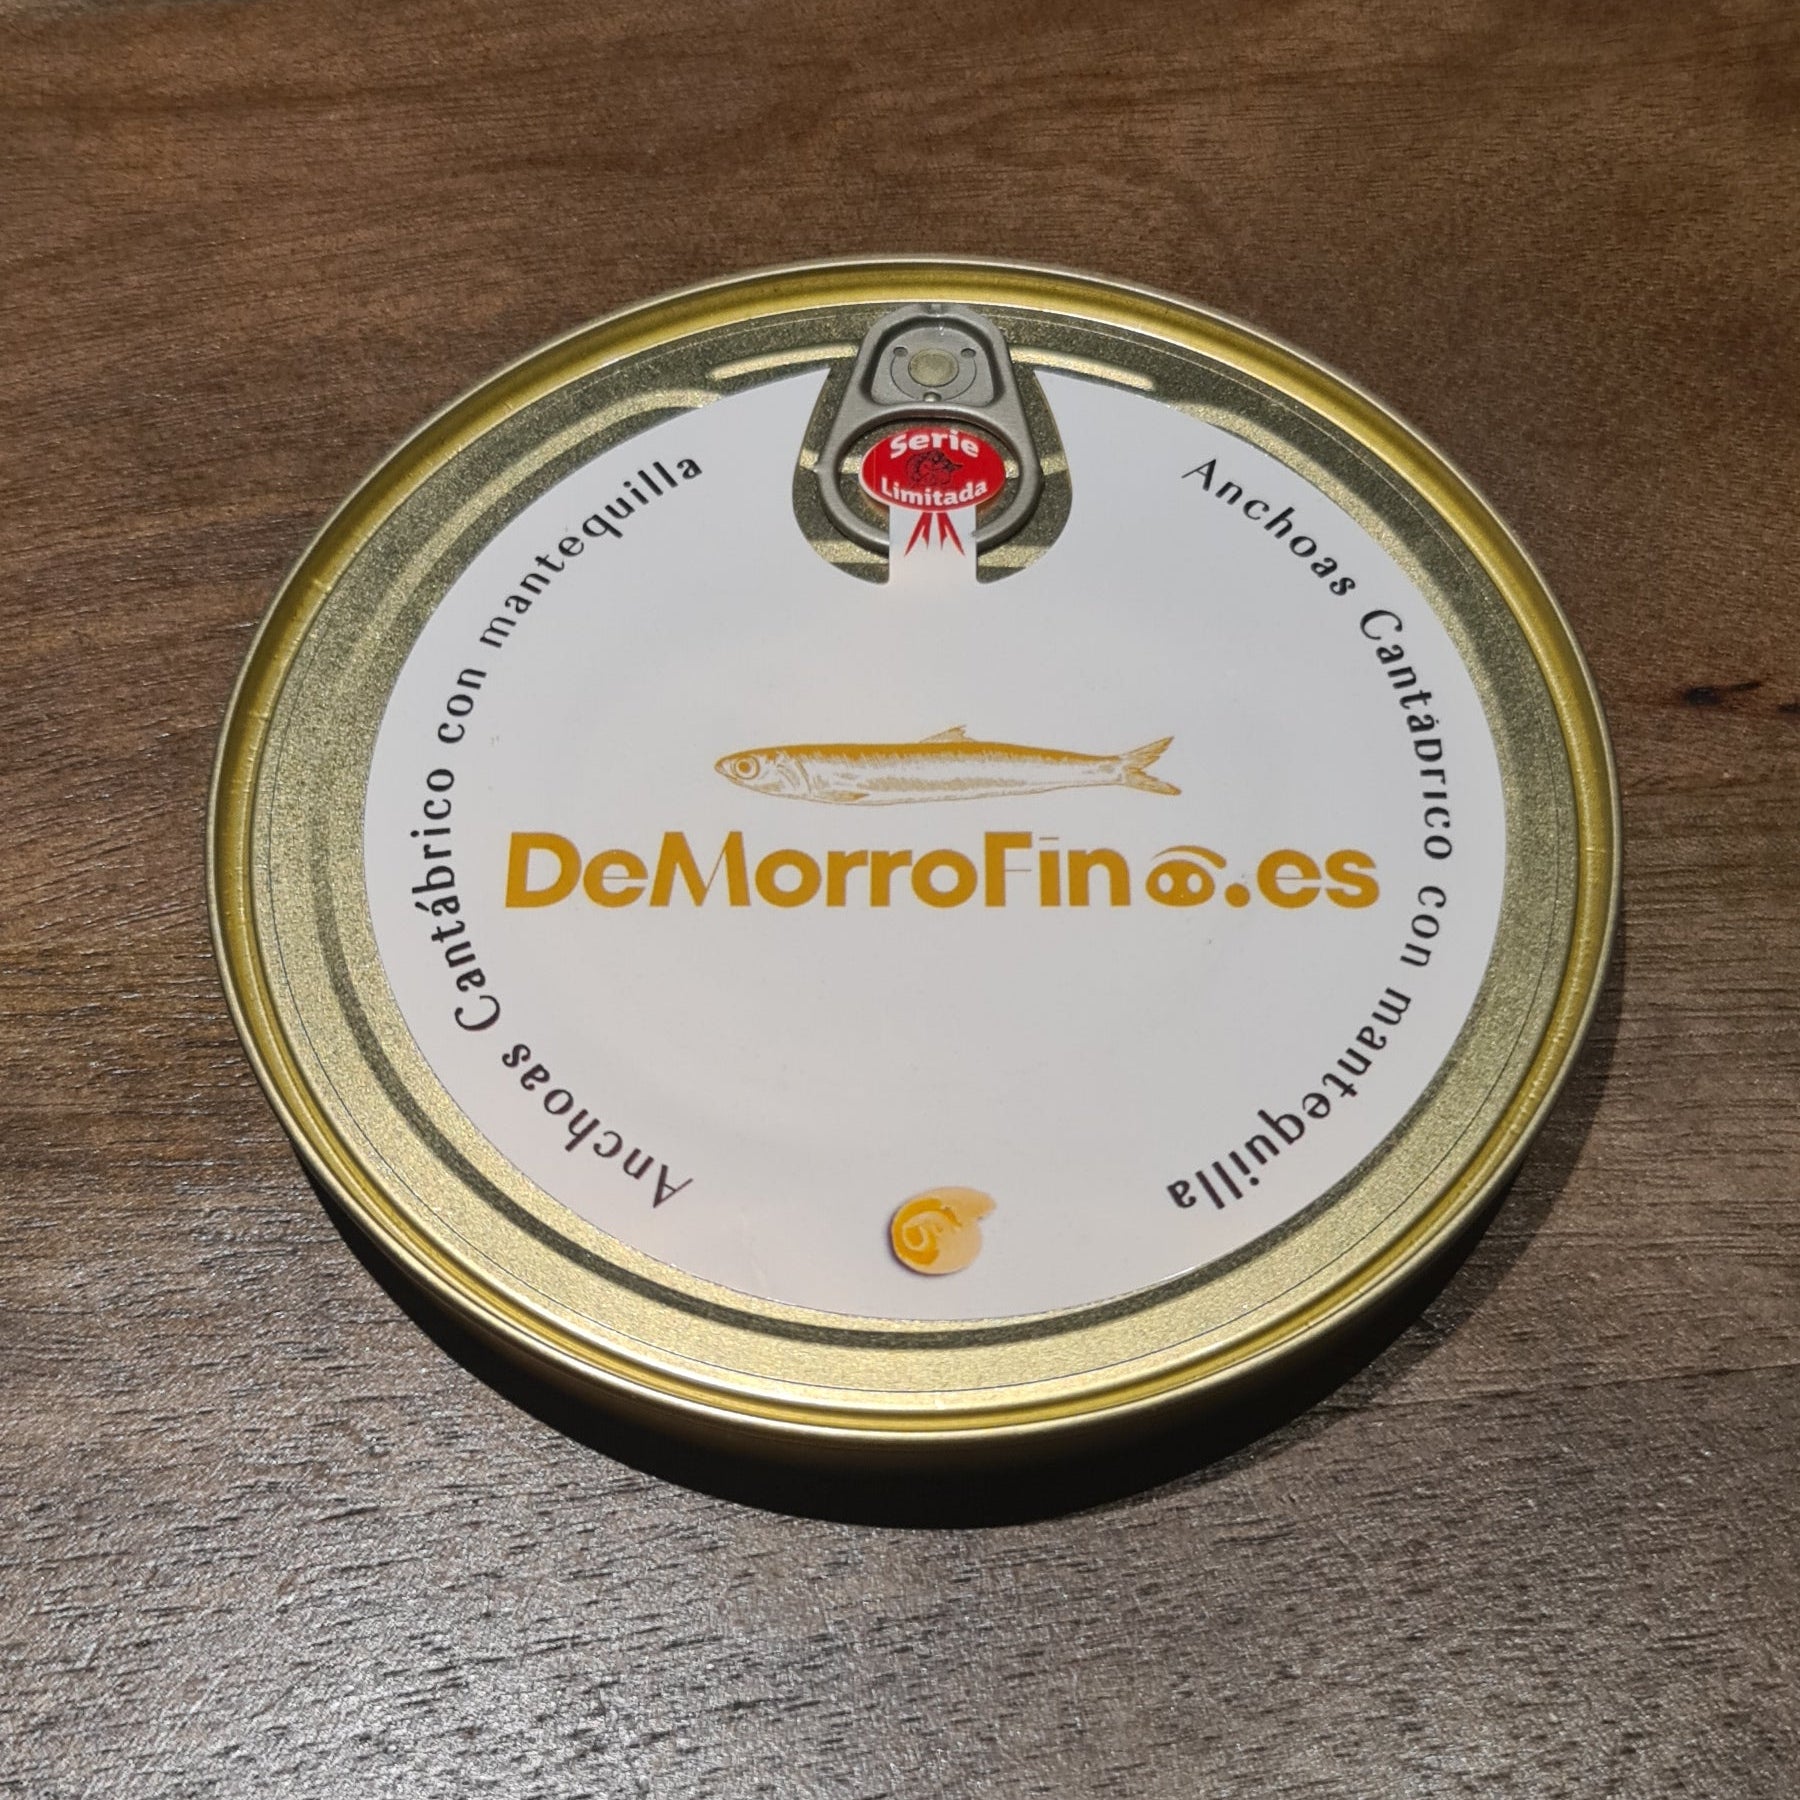 Serie
Limitada
Anchoas Cantábrico con mantequilla
Anchoas Cantábrico con mantequilla
DeMorroFino.es